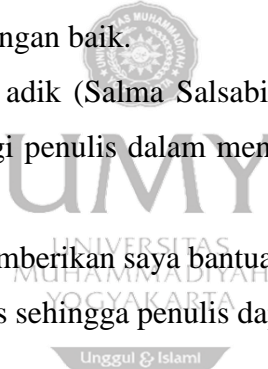 ngan baik.
adik (Salma Salsabi
gi penulis dalam men
UMY
UNIVERSITAS
MUHAMMADIYAH
emberikan saya bantua
YOGYAKARTA
s sehingga penulis da
Unggul & Islami